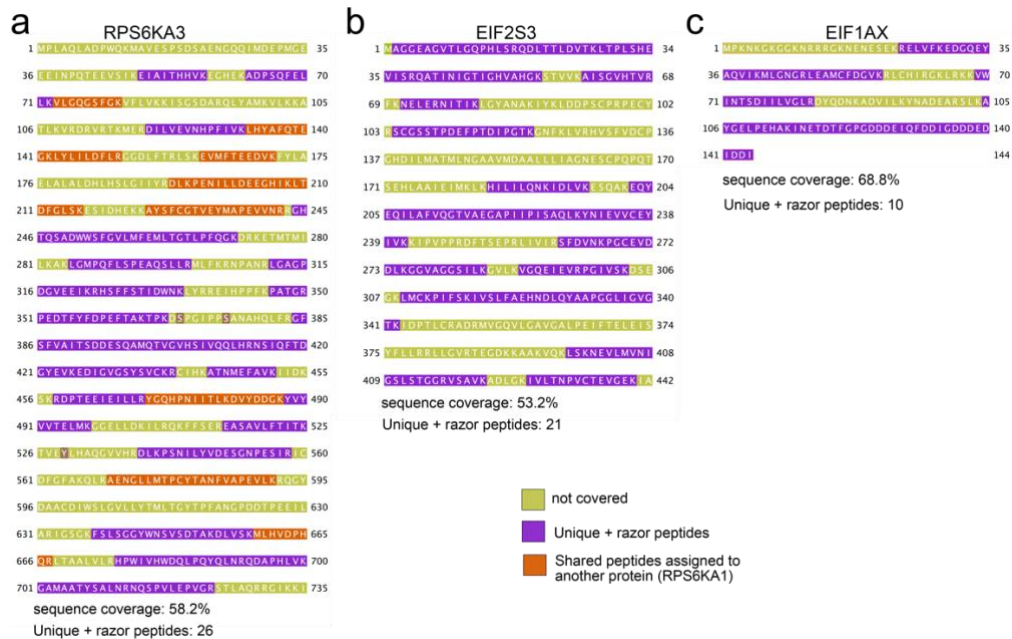 a
RPS6KA3
1 MPLAQLADPWQKMAVESPSDSAENGQQIMDEPMGE 35
36 EEINPQTEEVSIKEIAITHHVKEGHEKADPSQFEL 70
71 LKVLGQGSFGKVFLVKKISGSDARQLYAMKVLKKA 105
106 TLKVRDRVRTKMERDILVEVNHPFIVKLHYAFQTE 140
141 GKLYLILDFLRGGDLFTRLSKEVMFTEEDVKFYLA 175
176 ELALALDHLHSLGIIYRDLKPENILLDEEGHIKLT 210
211 DFGLSKESIDHEKKAYSFCGTVEYMAPEVVNRRGH 245
246 TQSADWWSFGVLMFEMLTGTLPFQGKDRKETMTMI 280
281 LKAKLGMPQFLSPEAQSLLRMLFKRNPANRLGAGP 315
316 DGVEEIKRHSFFSTIDWNKLYRREIHPPFKPATGR 350
351 PEDTFYFDPEFTAKTPKDSPGIPPSANAHQLFRGF 385
386 SFVAITSDDESQAMQTVGVHSIVQQLHRNSIQFTD 420
421 GYEVKEDIGVGSYSVCKRCIHKATNMEFAVKIIDK 455
456 SKRDPTEEIEILLRYGQHPNIITLKDVYDDGKYVY 490
491 VVTELMKGGELLDKILRQKFFSEREASAVLFTITK 525
526 TVEYLHAQGVVHRDLKPSNILYVDESGNPESIRIC 560
561 DFGFAKQLRAENGLLMTPCYTANFVAPEVLKRQGY 595
596 DAACDIWSLGVLLYTMLTGYTPFANGPDDTPEEIL 630
631 ARIGSGKFSLSGGYWNSVSDTAKDLVSKMLHVDPH 665
666 QRLTAALVLRHPWIVHWDQLPQYQLNRQDAPHLVK 700
701 GAMAATYSALNRNQSPVLEPVGRSTLAQRRGIKKI 735
sequence coverage: 58.2%
Unique + razor peptides: 26
b
EIF2S3
1 MAGGEAGVTLGQPHLSRQDLTTLDVTKLTPLSHE 34
35 VISRQATINIGTIGHVAHGKSTVVKAISGVHTVR 68
69 FKNELERNITIKLGYANAKIYKLDDPSCPRPECY 102
103 RSCGSSTPDEFPTDIPGTKGNFKLVRHVSFVDCP 136
137 GHDILMATMLNGAAVMDAALLLIAGNESCPQPQT 170
171 SEHLAAIEIMKLKHILILQNKIDLVKESQAKEQY 204
205 EQILAFVQGTVAEGAPIIPISAQLKYNIEVVCEY 238
239 IVKKIPVPPRDFTSEPRLIVIRSFDVNKPGCEVD 272
273 DLKGGVAGGSILKGVLKVGQEIEVRPGIVSKDSE 306
307 GKLMCKPIFSKIVSLFAEHNDLQYAAPGGLIGVG 340
341 TKIDPTLCRADRMVGQVLGAVGALPEIFTELEIS 374
375 YFLLRRLLGVRTEGDKKAAKVQKLSKNEVLMVNI 408
409 GSLSTGGRVSAVKADLGKIVLTNPVCTEVGEKIA 442
sequence coverage: 53.2%
Unique + razor peptides: 21
c
EIF1AX
1 MPKNKGKGGKNRRRGKNENESEKRELVFKEDGQEY 35
36 AQVIKMLGNGRLEAMCFDGVKRLCHIRGKLRKKVW 70
71 INTSDIILVGLRDYQDNKADVILKYNADEARSLKA 105
106 YGELPEHAKINETDTFGPGDDDEIQFDDIGDDDED 140
141 IDDI 144
sequence coverage: 68.8%
Unique + razor peptides: 10
not covered
Unique + razor peptides
Shared peptides assigned to
another protein (RPS6KA1)